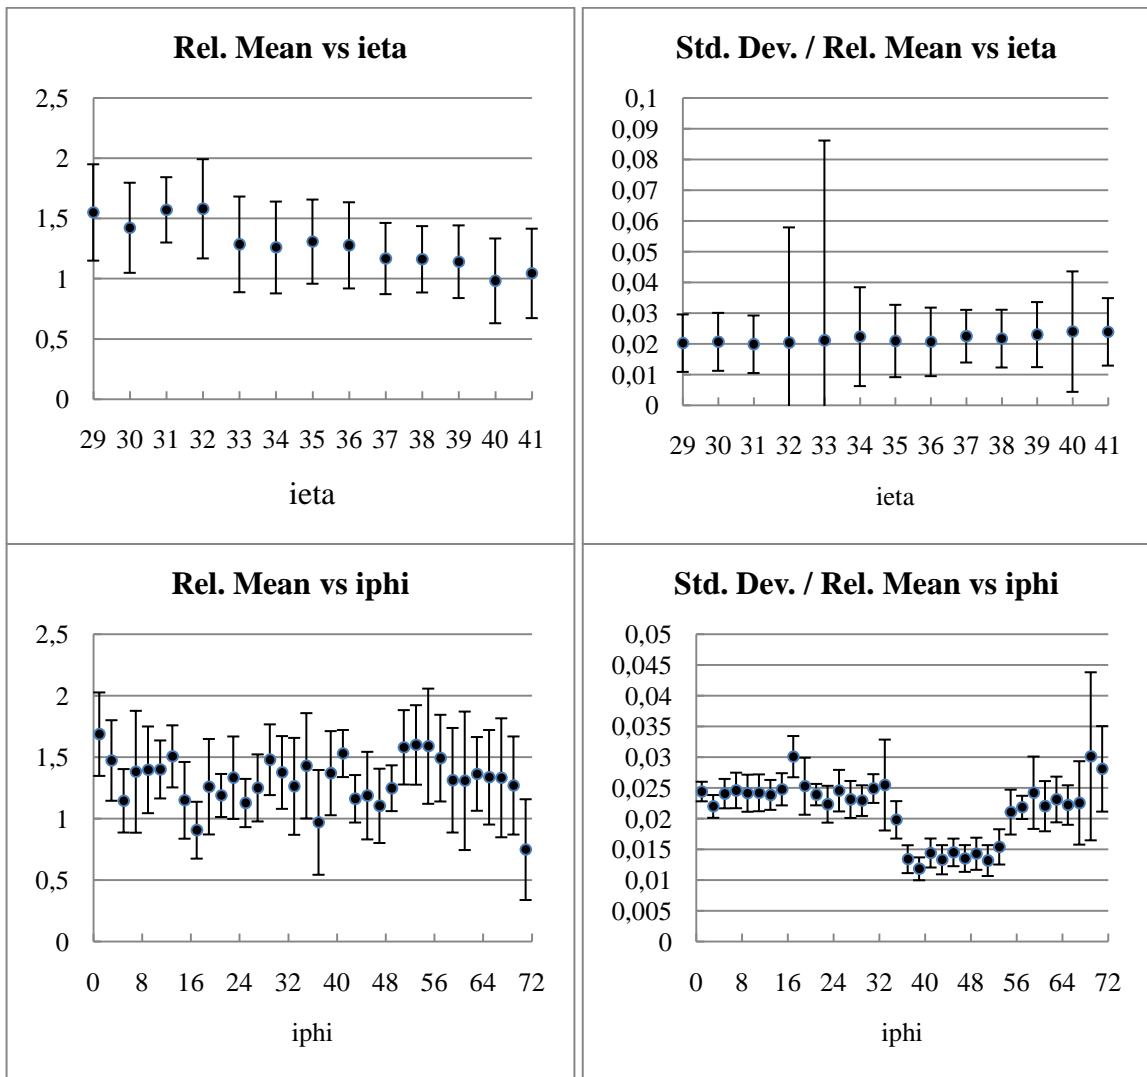 Rel. Mean vs ieta
2,5
2
1,5
1
0,5
0
29 30 31 32 33 34 35 36 37 38 39 40 41
ieta
Std. Dev. / Rel. Mean vs ieta
0,1
0,09
0,08
0,07
0,06
0,05
0,04
0,03
0,02
0,01
0
29 30 31 32 33 34 35 36 37 38 39 40 41
ieta
Rel. Mean vs iphi
2,5
2
1,5
1
0,5
0
0 8 16 24 32 40 48 56 64 72
iphi
Std. Dev. / Rel. Mean vs iphi
0,05
0,045
0,04
0,035
0,03
0,025
0,02
0,015
0,01
0,005
0
0 8 16 24 32 40 48 56 64 72
iphi